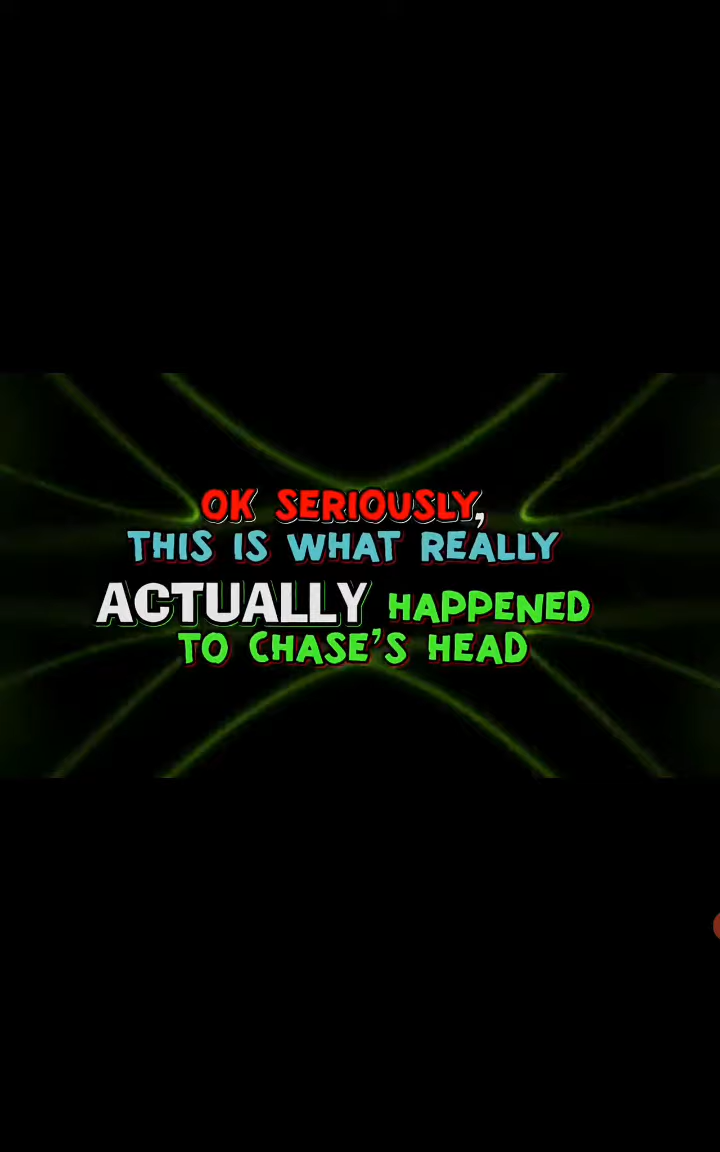 OK SERIOUSLY,
THIS IS WHAT REALLY
ACTUALLY HAPPENED
TO CHASE'S HEAD